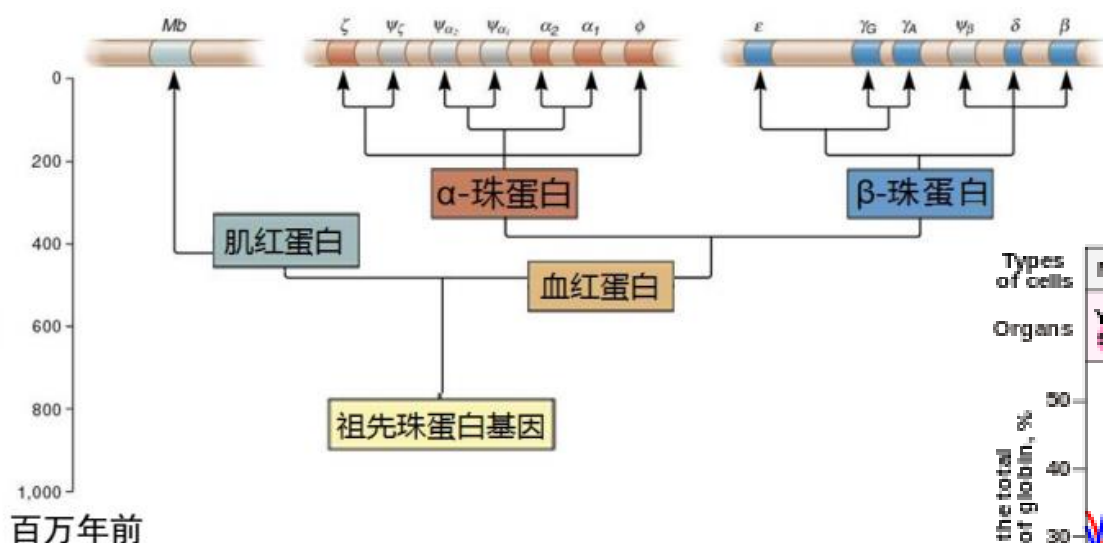 Mb ζ ψζ ψα₂ ψα₁ α₂ α₁ φ ε γG γA ψβ δ β
0
200
α-珠蛋白 β-珠蛋白
肌红蛋白
400
血红蛋白
600
祖先珠蛋白基因
800
1,000
百万年前
Types
of cells
Organs
50
40
30
the total
of globin, %